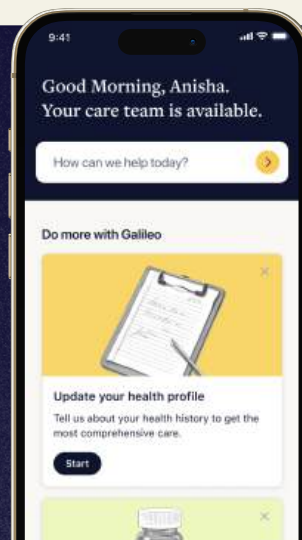 9:41
Good Morning, Anisha.
Your care team is available.
How can we help today?
Do more with Galileo
Update your health profile
Tell us about your health history to get the
most comprehensive care.
Start